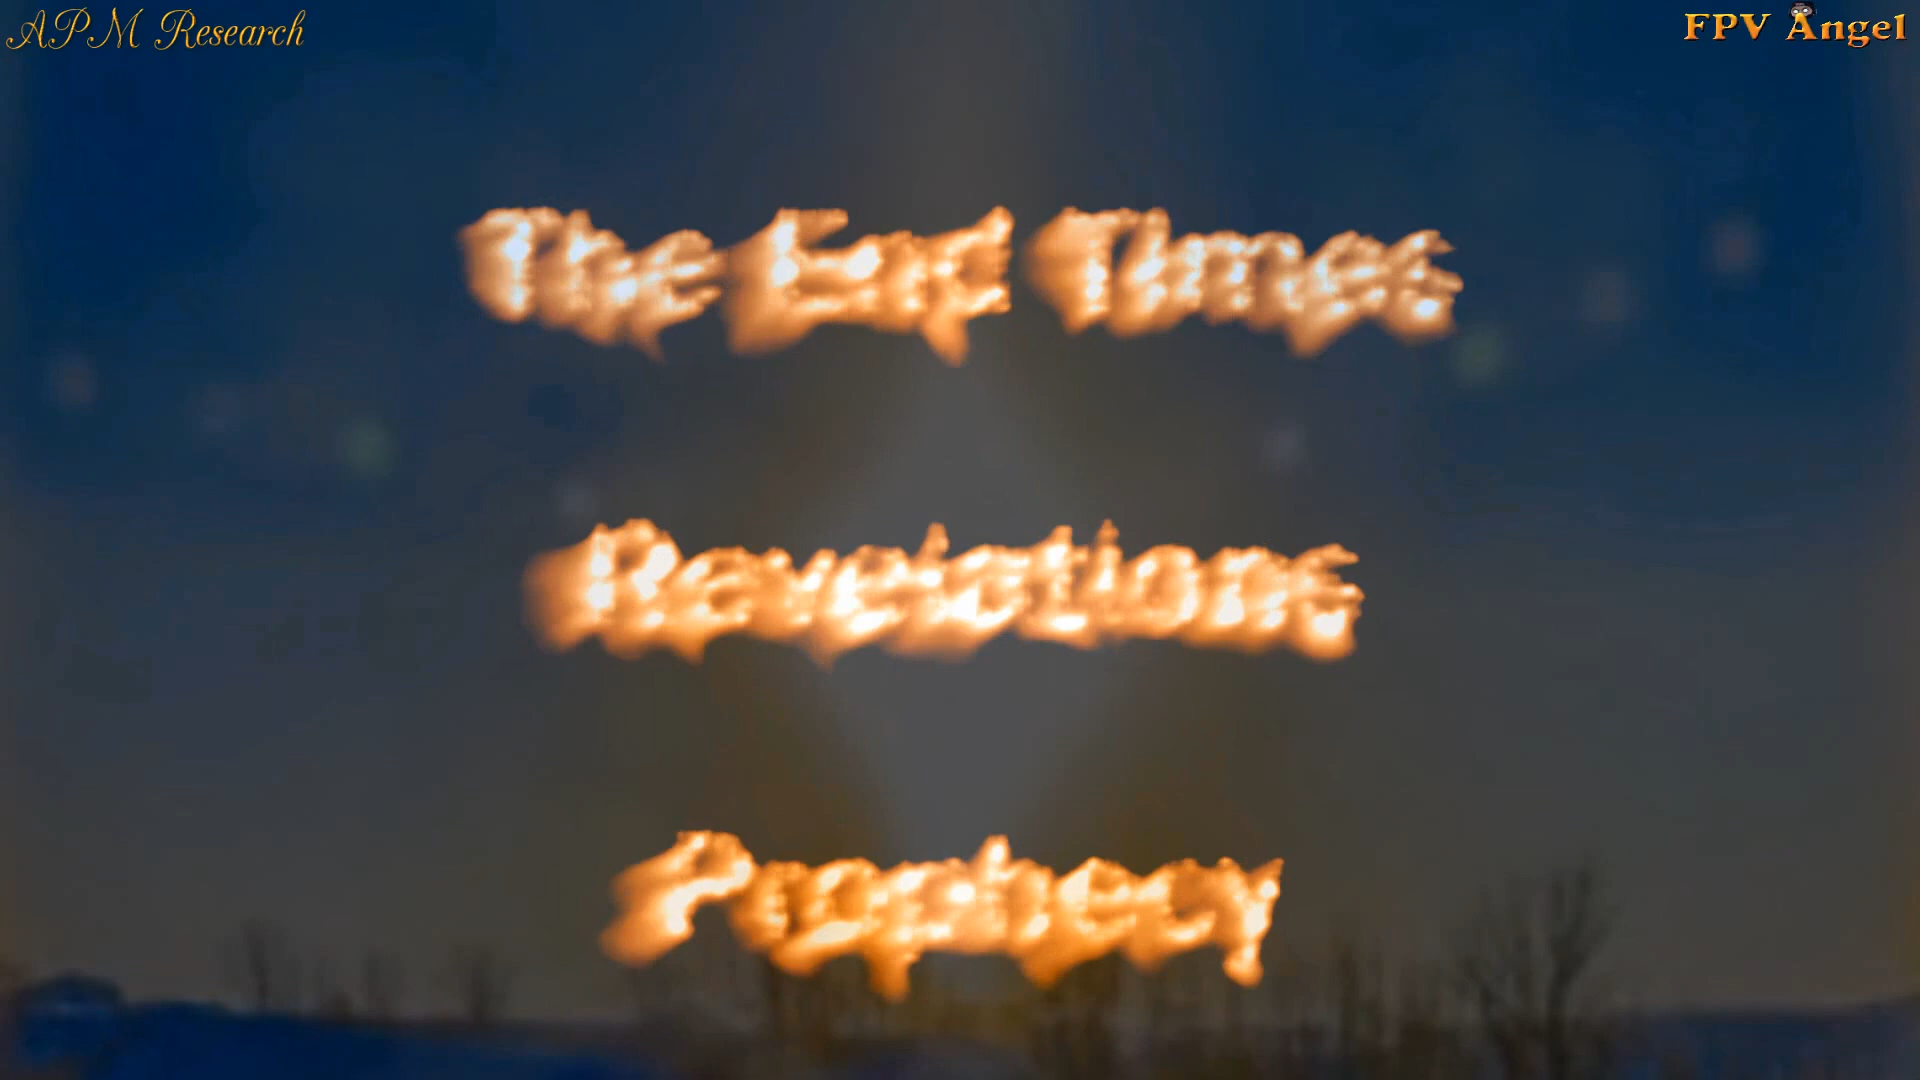 APM Research
FPV Angel
The End Times
Revelations
Prophecy